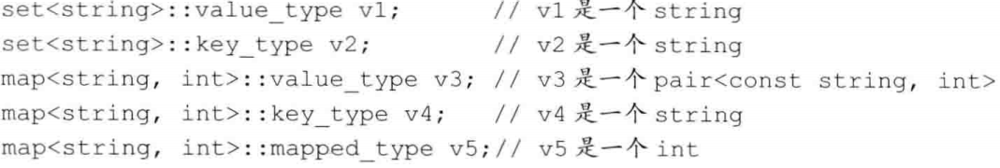 set<string>::value_type v1;        // v1 是一个 string
set<string>::key_type v2;          // v2 是一个 string
map<string, int>::value_type v3; // v3 是一个 pair<const string, int>
map<string, int>::key_type v4;   // v4 是一个 string
map<string, int>::mapped_type v5;// v5 是一个 int